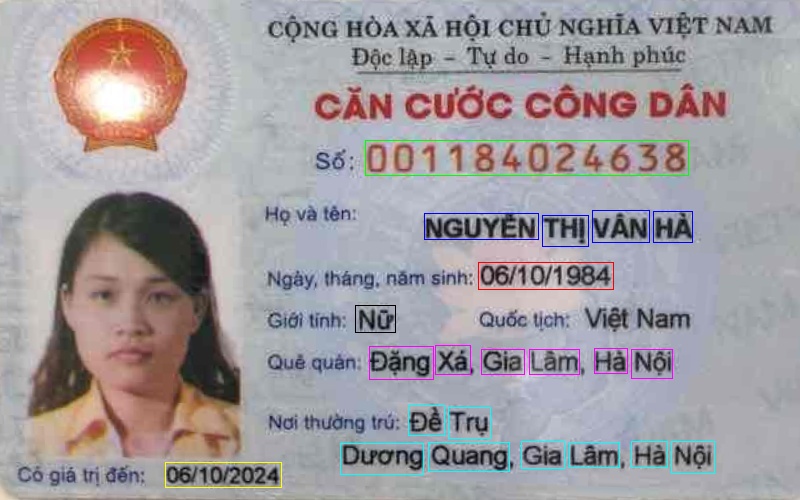 CỘNG HÒA XÃ HỘI CHỦ NGHĨA VIỆT NAM
Độc lập - Tự do - Hạnh phúc
CĂN CƯỚC CÔNG DÂN
Số: 001184024638
Họ và tên: NGUYỄN THỊ VÂN HÀ
Ngày, tháng, năm sinh: 06/10/1984
Giới tính: Nữ Quốc tịch: Việt Nam
Quê quán: Đặng Xá, Gia Lâm, Hà Nội
Nơi thường trú: Đề Trụ
Dương Quang, Gia Lâm, Hà Nội
Có giá trị đến: 06/10/2024